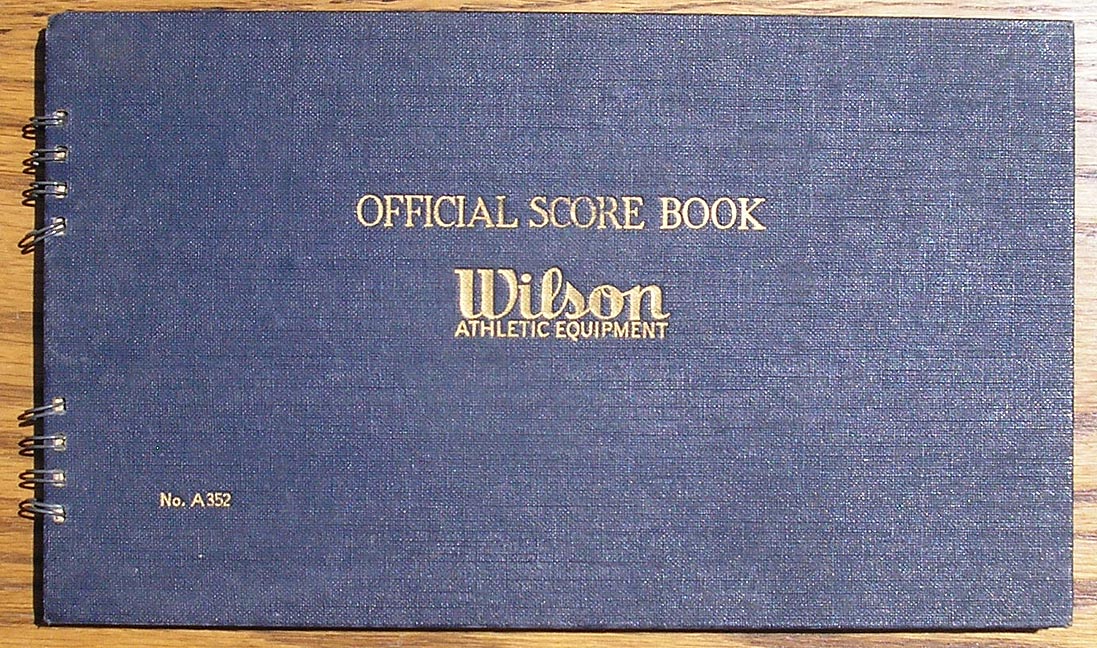 OFFICIAL SCORE BOOK
Wilson
ATHLETIC EQUIPMENT
No. A352